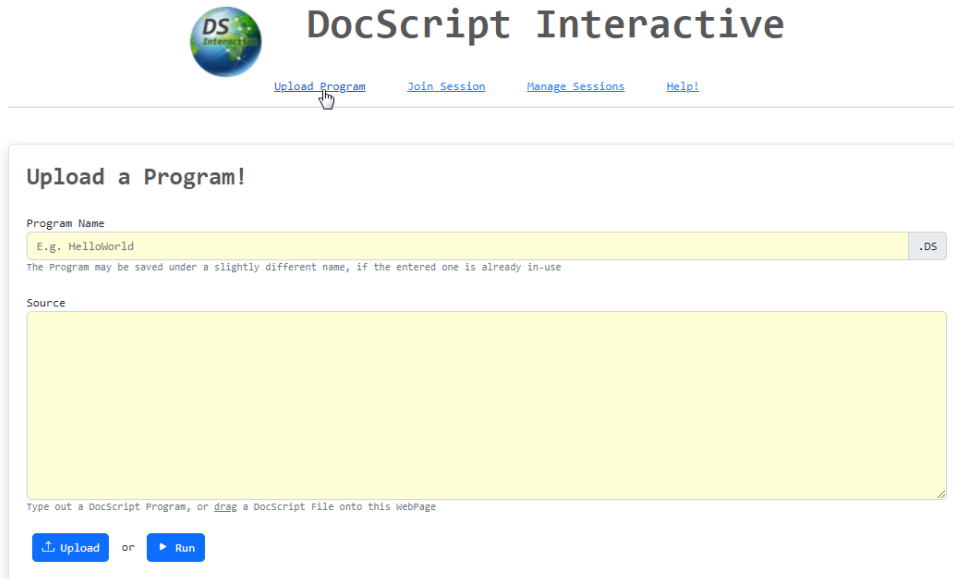 DS
Interactive
DocScript Interactive
Upload Program Join Session Manage Sessions Help!
Upload a Program!
Program Name
E.g. HelloWorld .DS
The Program may be saved under a slightly different name, if the entered one is already in-use
Source
Type out a DocScript Program, or drag a DocScript File onto this WebPage
Upload or Run